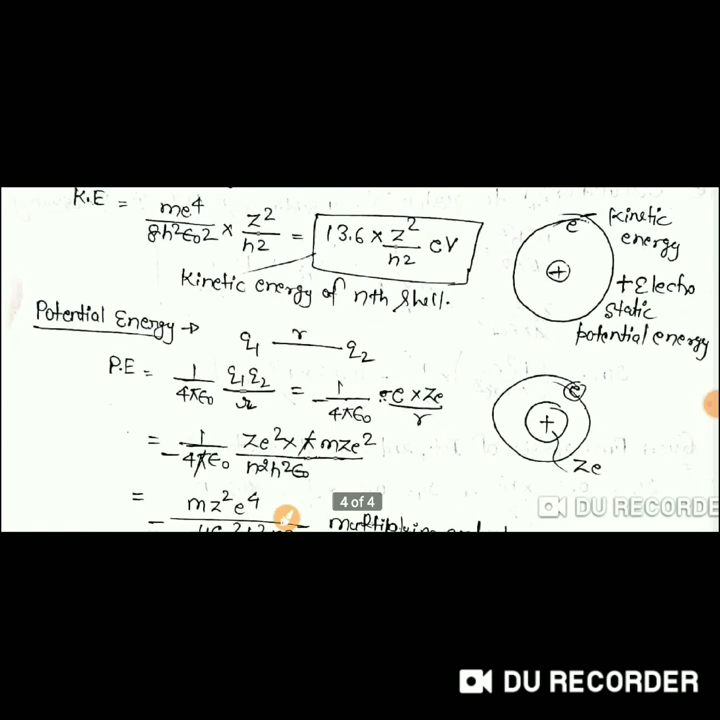 K.E = me⁴/8h²ε₀2 × z²/n2 = 13.6 × z²/n2 eV
Kinetic energy of nth shell.
e⁻ Kinetic
energy
+
+ Electro
static
potential energy
Potential Energy →
q₁ r q₂
P.E = 1/4πε₀ q₁q₂/r = -1/4πε₀ e × ze/r
e
+
ze
= -1/4πε₀ ze² × πmze²/n²h²ε₀
= - mz²e⁴
4 of 4
DU RECORDE
DU RECORDER